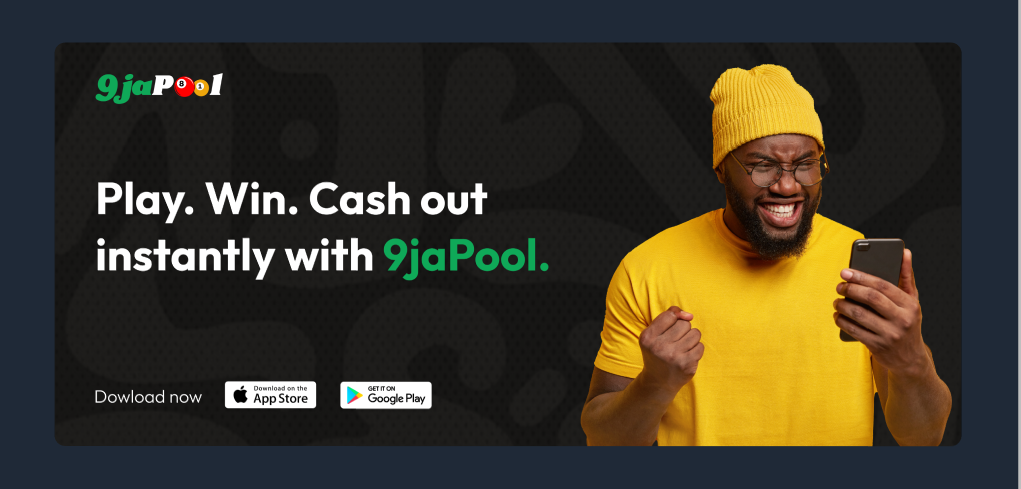 9jaPool
Play. Win. Cash out
instantly with 9jaPool.
Dowload now
Download on the
App Store
GET IT ON
Google Play